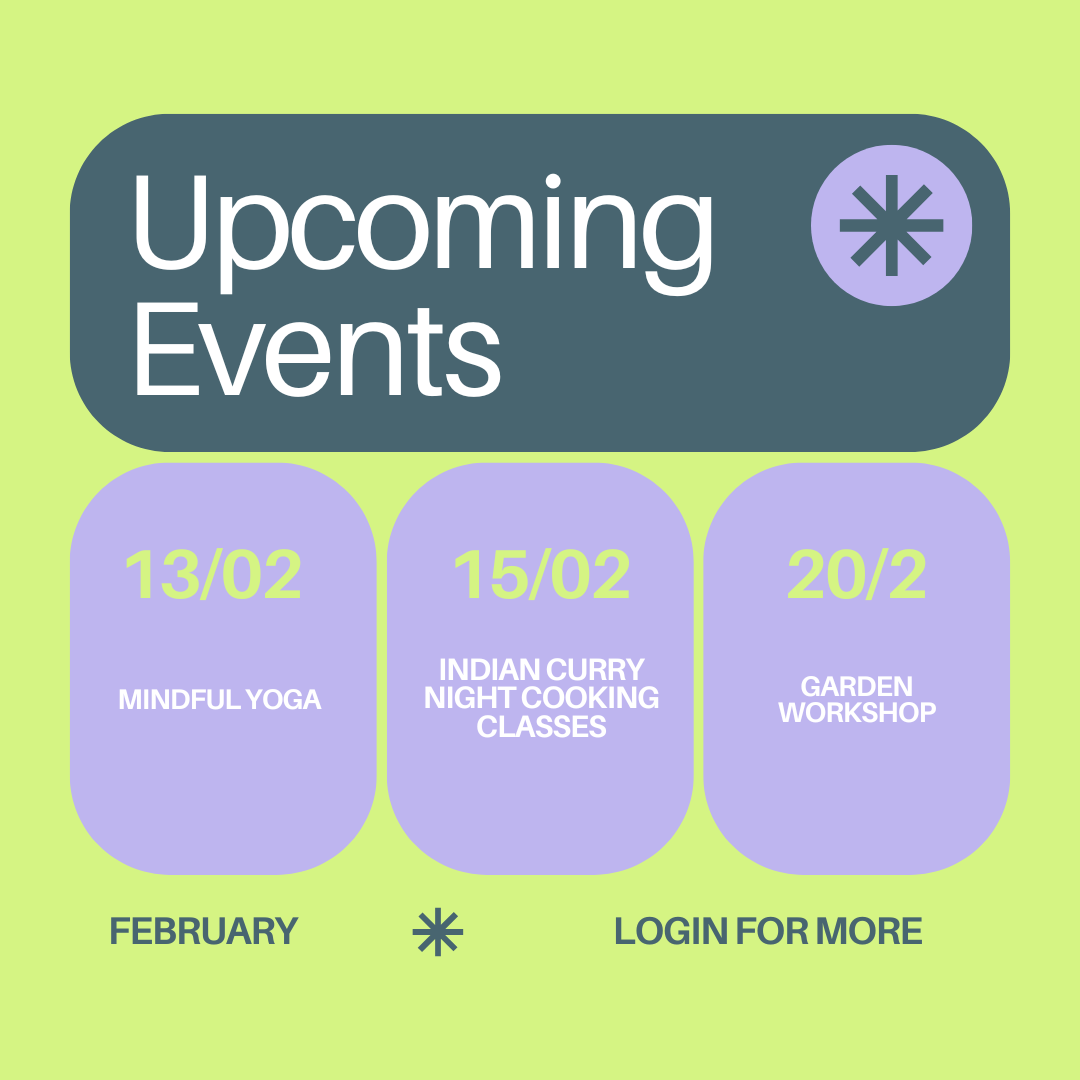 Upcoming
Events
13/02
MINDFUL YOGA
15/02
INDIAN CURRY
NIGHT COOKING
CLASSES
20/2
GARDEN
WORKSHOP
FEBRUARY
LOGIN FOR MORE